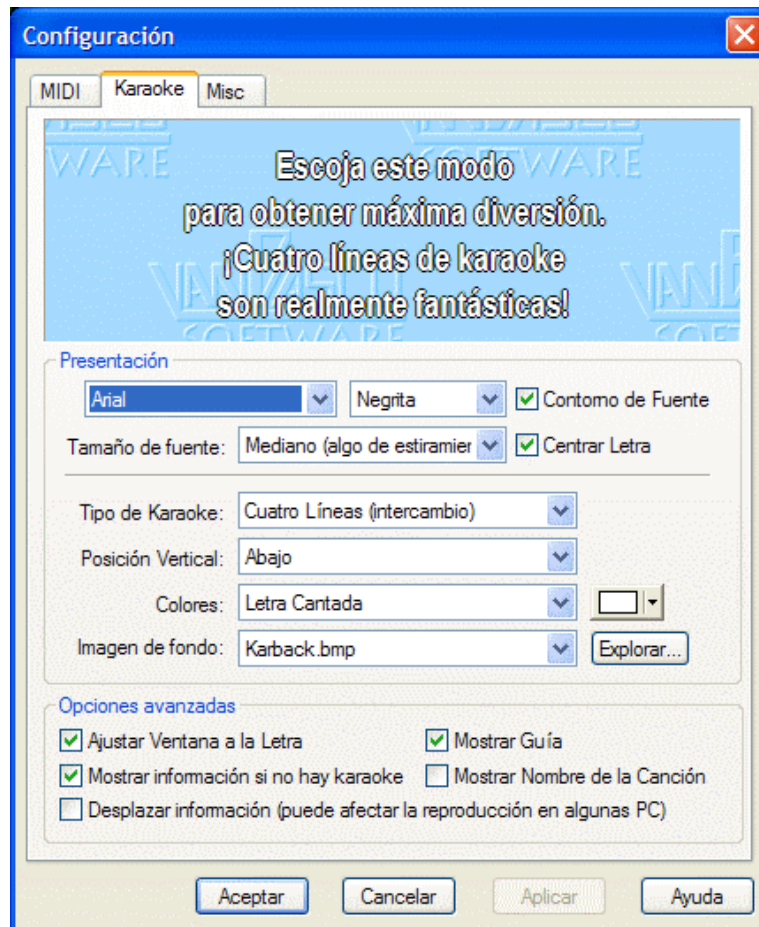 Configuración
MIDI Karaoke Misc
SOFTWARE
Escoja este modo
para obtener máxima diversión.
¡Cuatro líneas de karaoke
son realmente fantásticas!
SOFTWARE
Presentación
Arial Negrita Contorno de Fuente
Tamaño de fuente: Mediano (algo de estiramier Centrar Letra
Tipo de Karaoke: Cuatro Líneas (intercambio)
Posición Vertical: Abajo
Colores: Letra Cantada
Imagen de fondo: Karback.bmp Explorar...
Opciones avanzadas
Ajustar Ventana a la Letra Mostrar Guía
Mostrar información si no hay karaoke Mostrar Nombre de la Canción
Desplazar información (puede afectar la reproducción en algunas PC)
Aceptar Cancelar Aplicar Ayuda